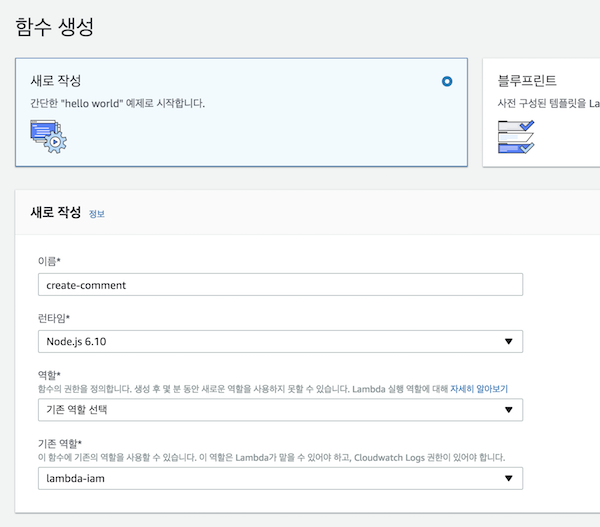 함수 생성
새로 작성
간단한 "hello world" 예제로 시작합니다.
블루프린트
사전 구성된 템플릿을 La
새로 작성 정보
이름*
create-comment
런타임*
Node.js 6.10
역할*
함수의 권한을 정의합니다. 생성 후 몇 분 동안 새로운 역할을 사용하지 못할 수 있습니다. Lambda 실행 역할에 대해 자세히 알아보기
기존 역할 선택
기존 역할*
이 함수에 기존의 역할을 사용할 수 있습니다. 이 역할은 Lambda가 맡을 수 있어야 하고, Cloudwatch Logs 권한이 있어야 합니다.
lambda-iam